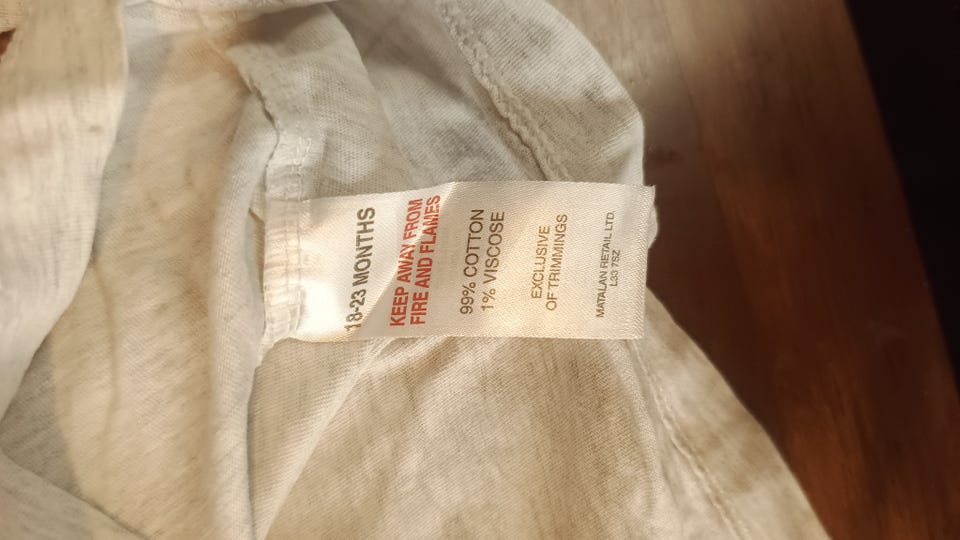 18-23 MONTHS
KEEP AWAY FROM
FIRE AND FLAMES
99% COTTON
1% VISCOSE
EXCLUSIVE
OF TRIMMINGS
MATALAN RETAIL LTD.
L33 7SZ